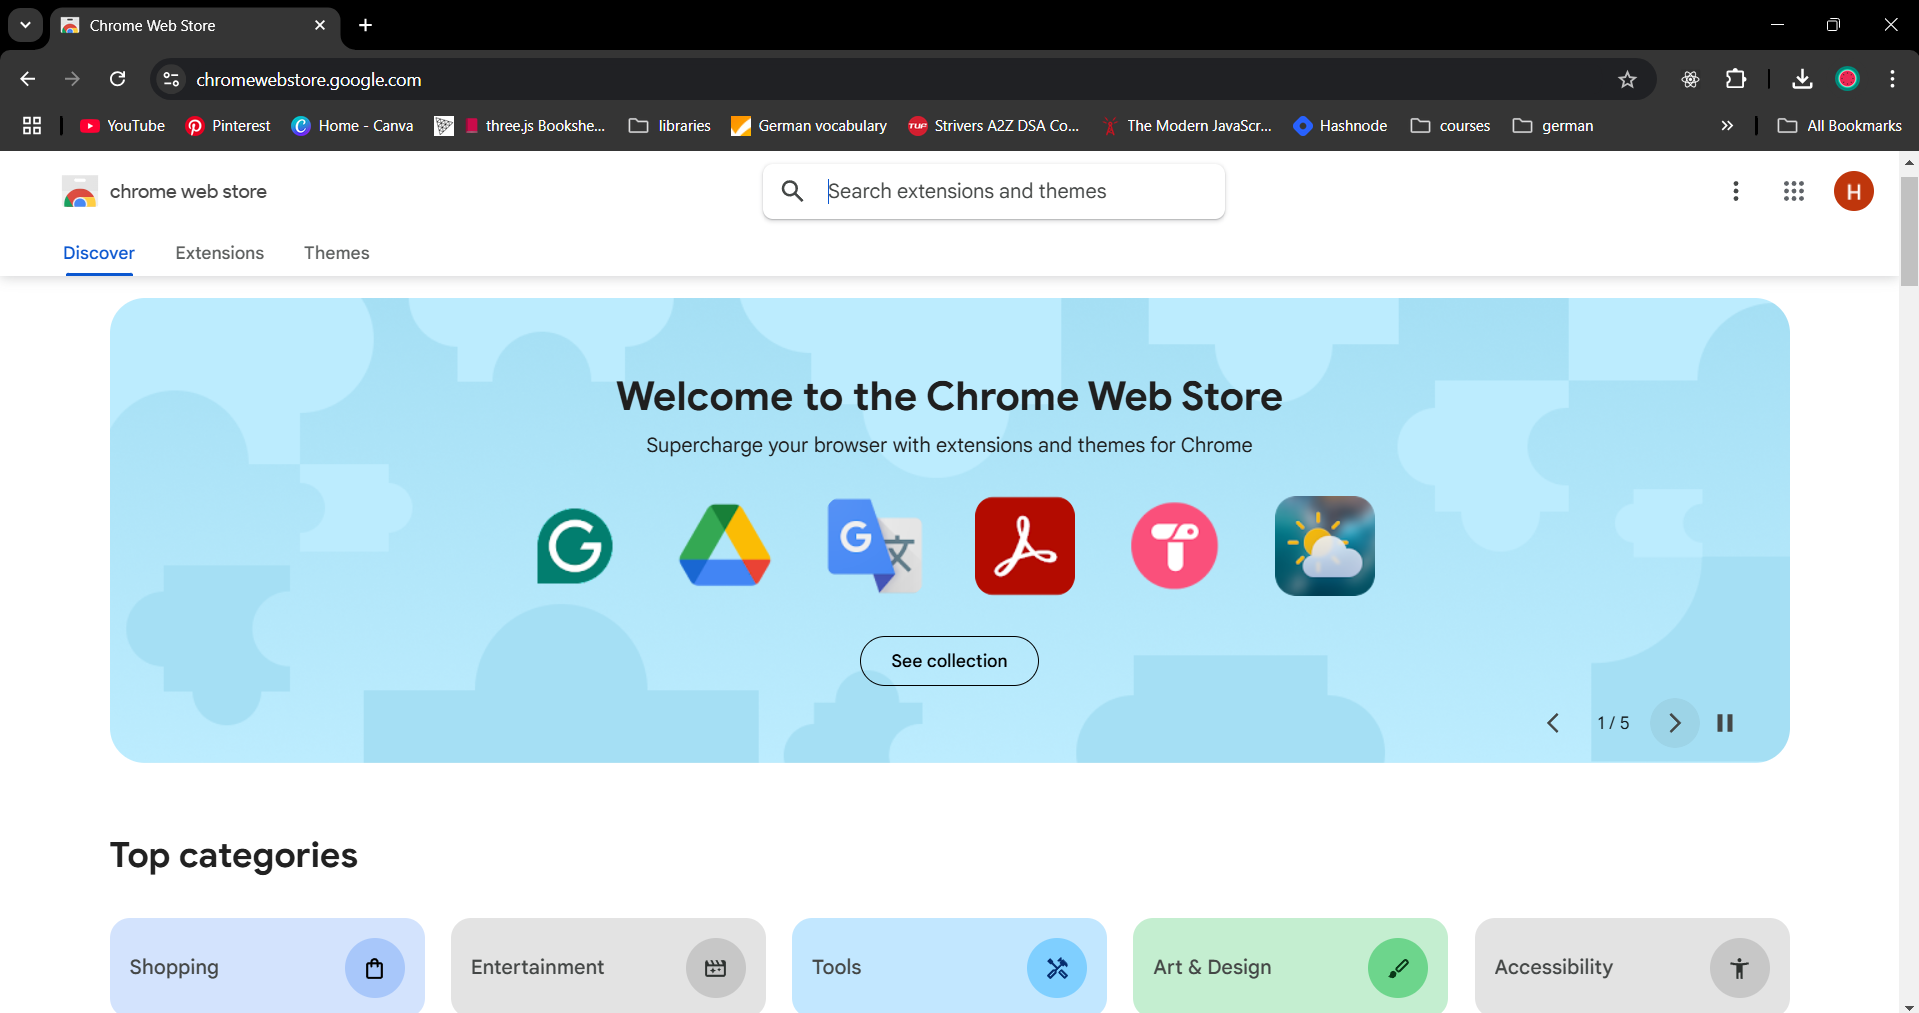 Chrome Web Store
chromewebstore.google.com
YouTube
Pinterest
Home - Canva
three.js Bookshe...
libraries
German vocabulary
TUF
Strivers A2Z DSA Co...
The Modern JavaScr...
Hashnode
courses
german
All Bookmarks
chrome web store
Search extensions and themes
H
Discover
Extensions
Themes
Welcome to the Chrome Web Store
Supercharge your browser with extensions and themes for Chrome
G
G 文
T
See collection
1 / 5
Top categories
Shopping
Entertainment
Tools
Art & Design
Accessibility